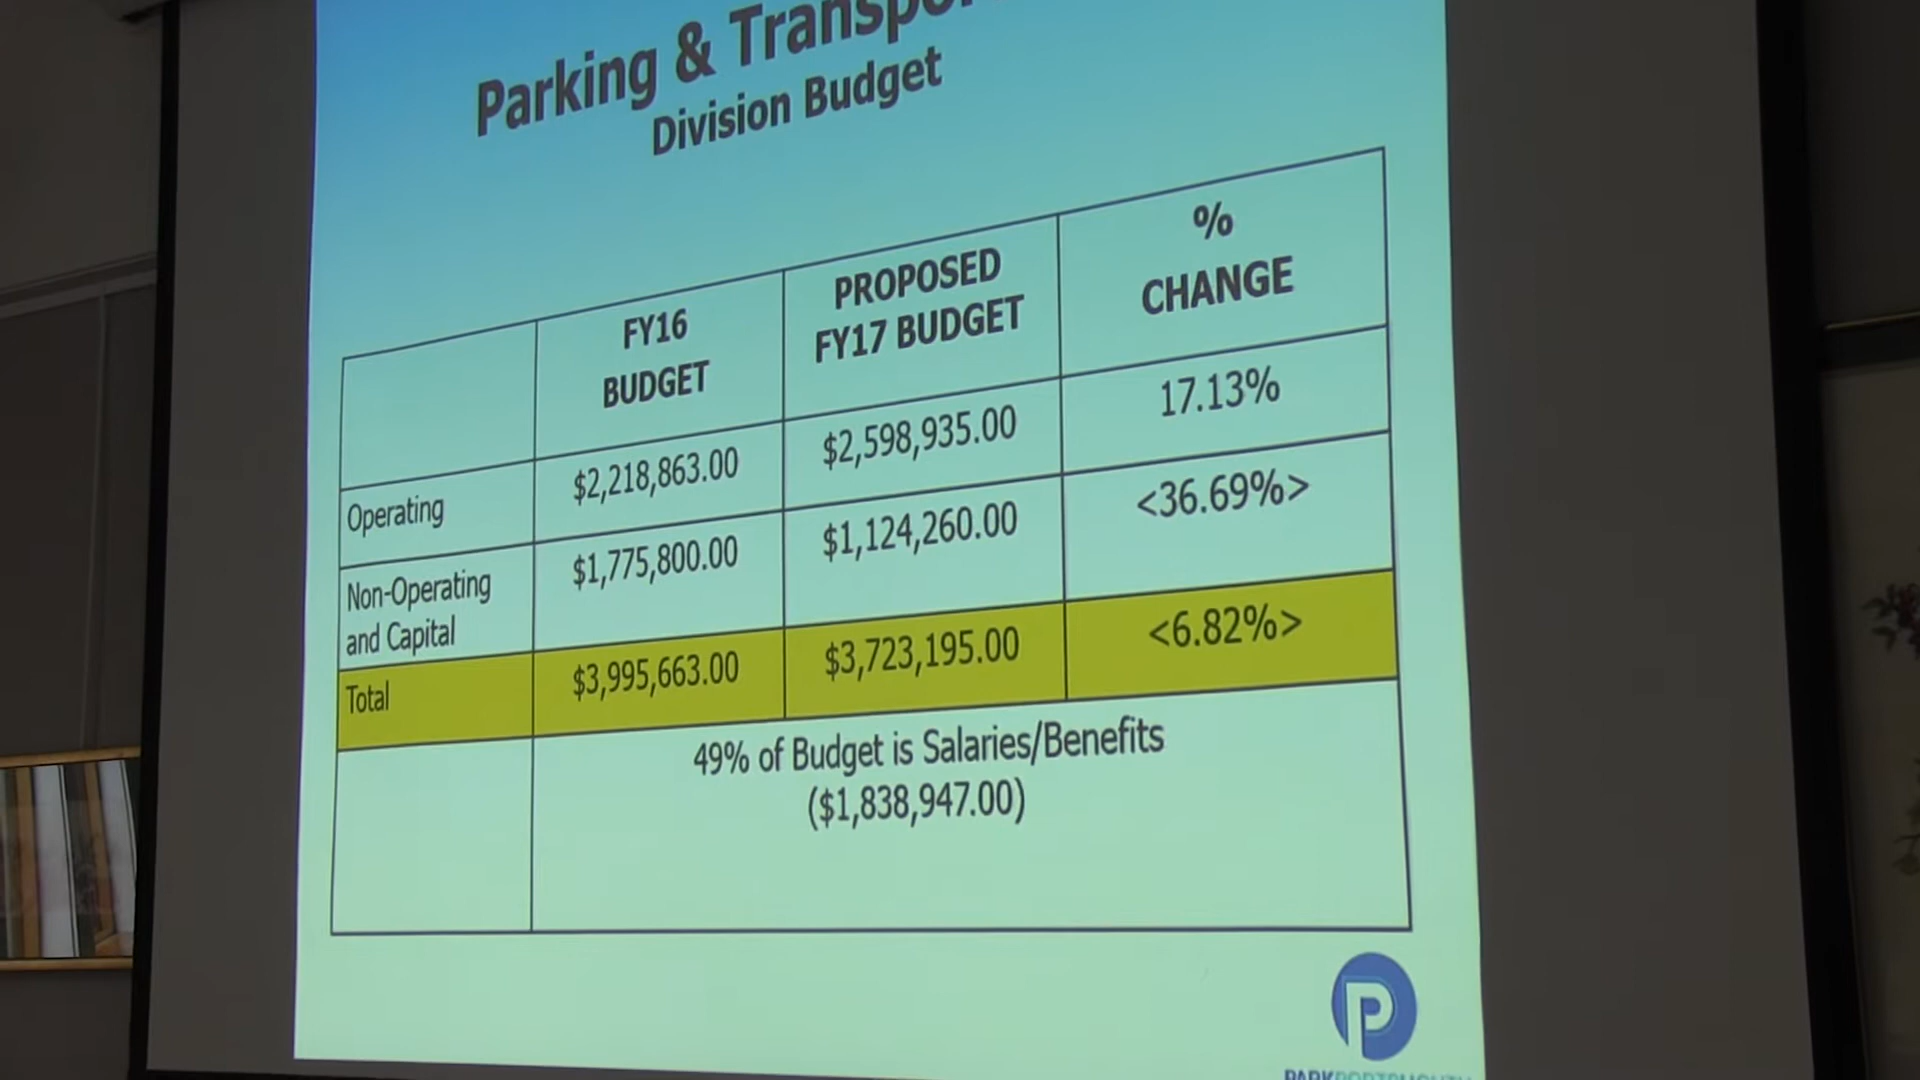 Parking &
Division Budget
FY16
BUDGET
PROPOSED
FY17 BUDGET
%
CHANGE
Operating
$2,218,863.00
$2,598,935.00
17.13%
Non-Operating
and Capital
$1,775,800.00
$1,124,260.00
<36.69%>
Total
$3,995,663.00
$3,723,195.00
<6.82%>
49% of Budget is Salaries/Benefits
($1,838,947.00)
P